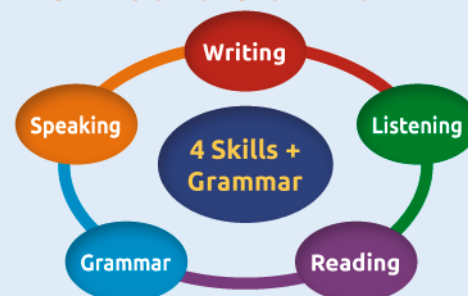 Writing
Speaking
Listening
4 Skills +
Grammar
Grammar
Reading